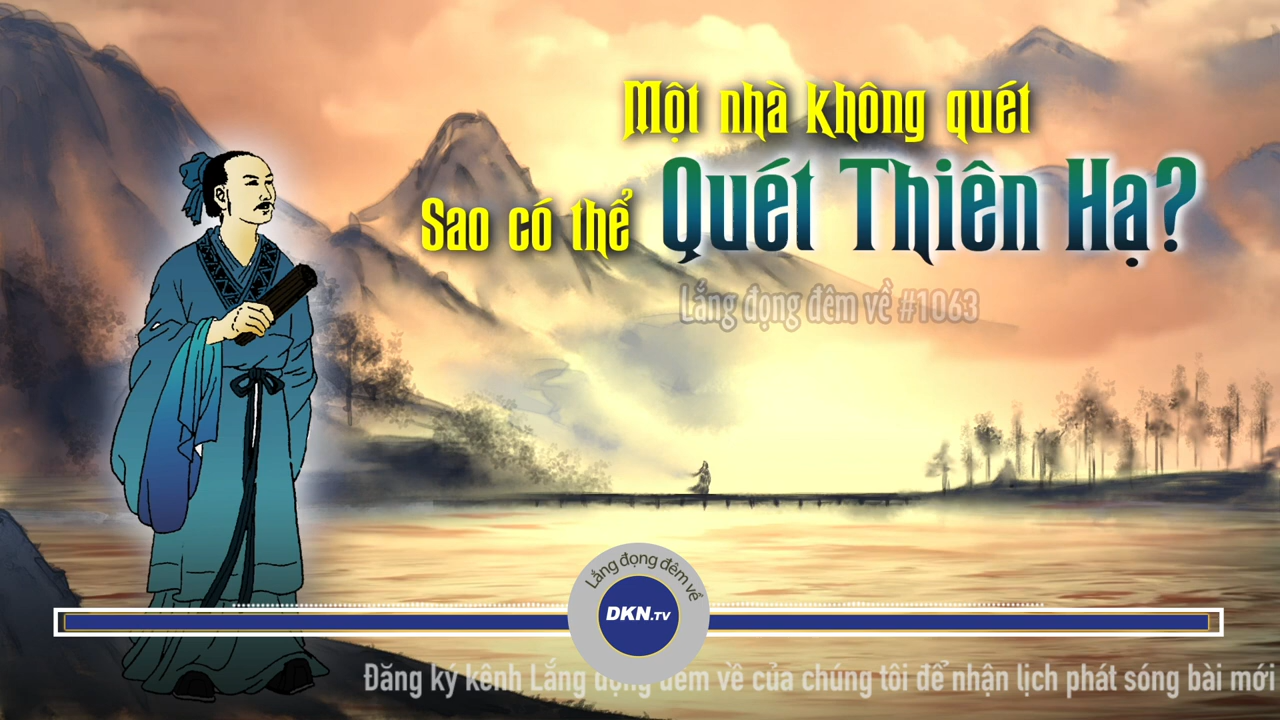 Một nhà không quét
Sao có thể Quét Thiên Hạ?
Lắng đọng đêm về #1063
Lắng đọng đêm về
DKN.TV
Đăng ký kênh Lắng đọng đêm về của chúng tôi để nhận lịch phát sóng bài mới